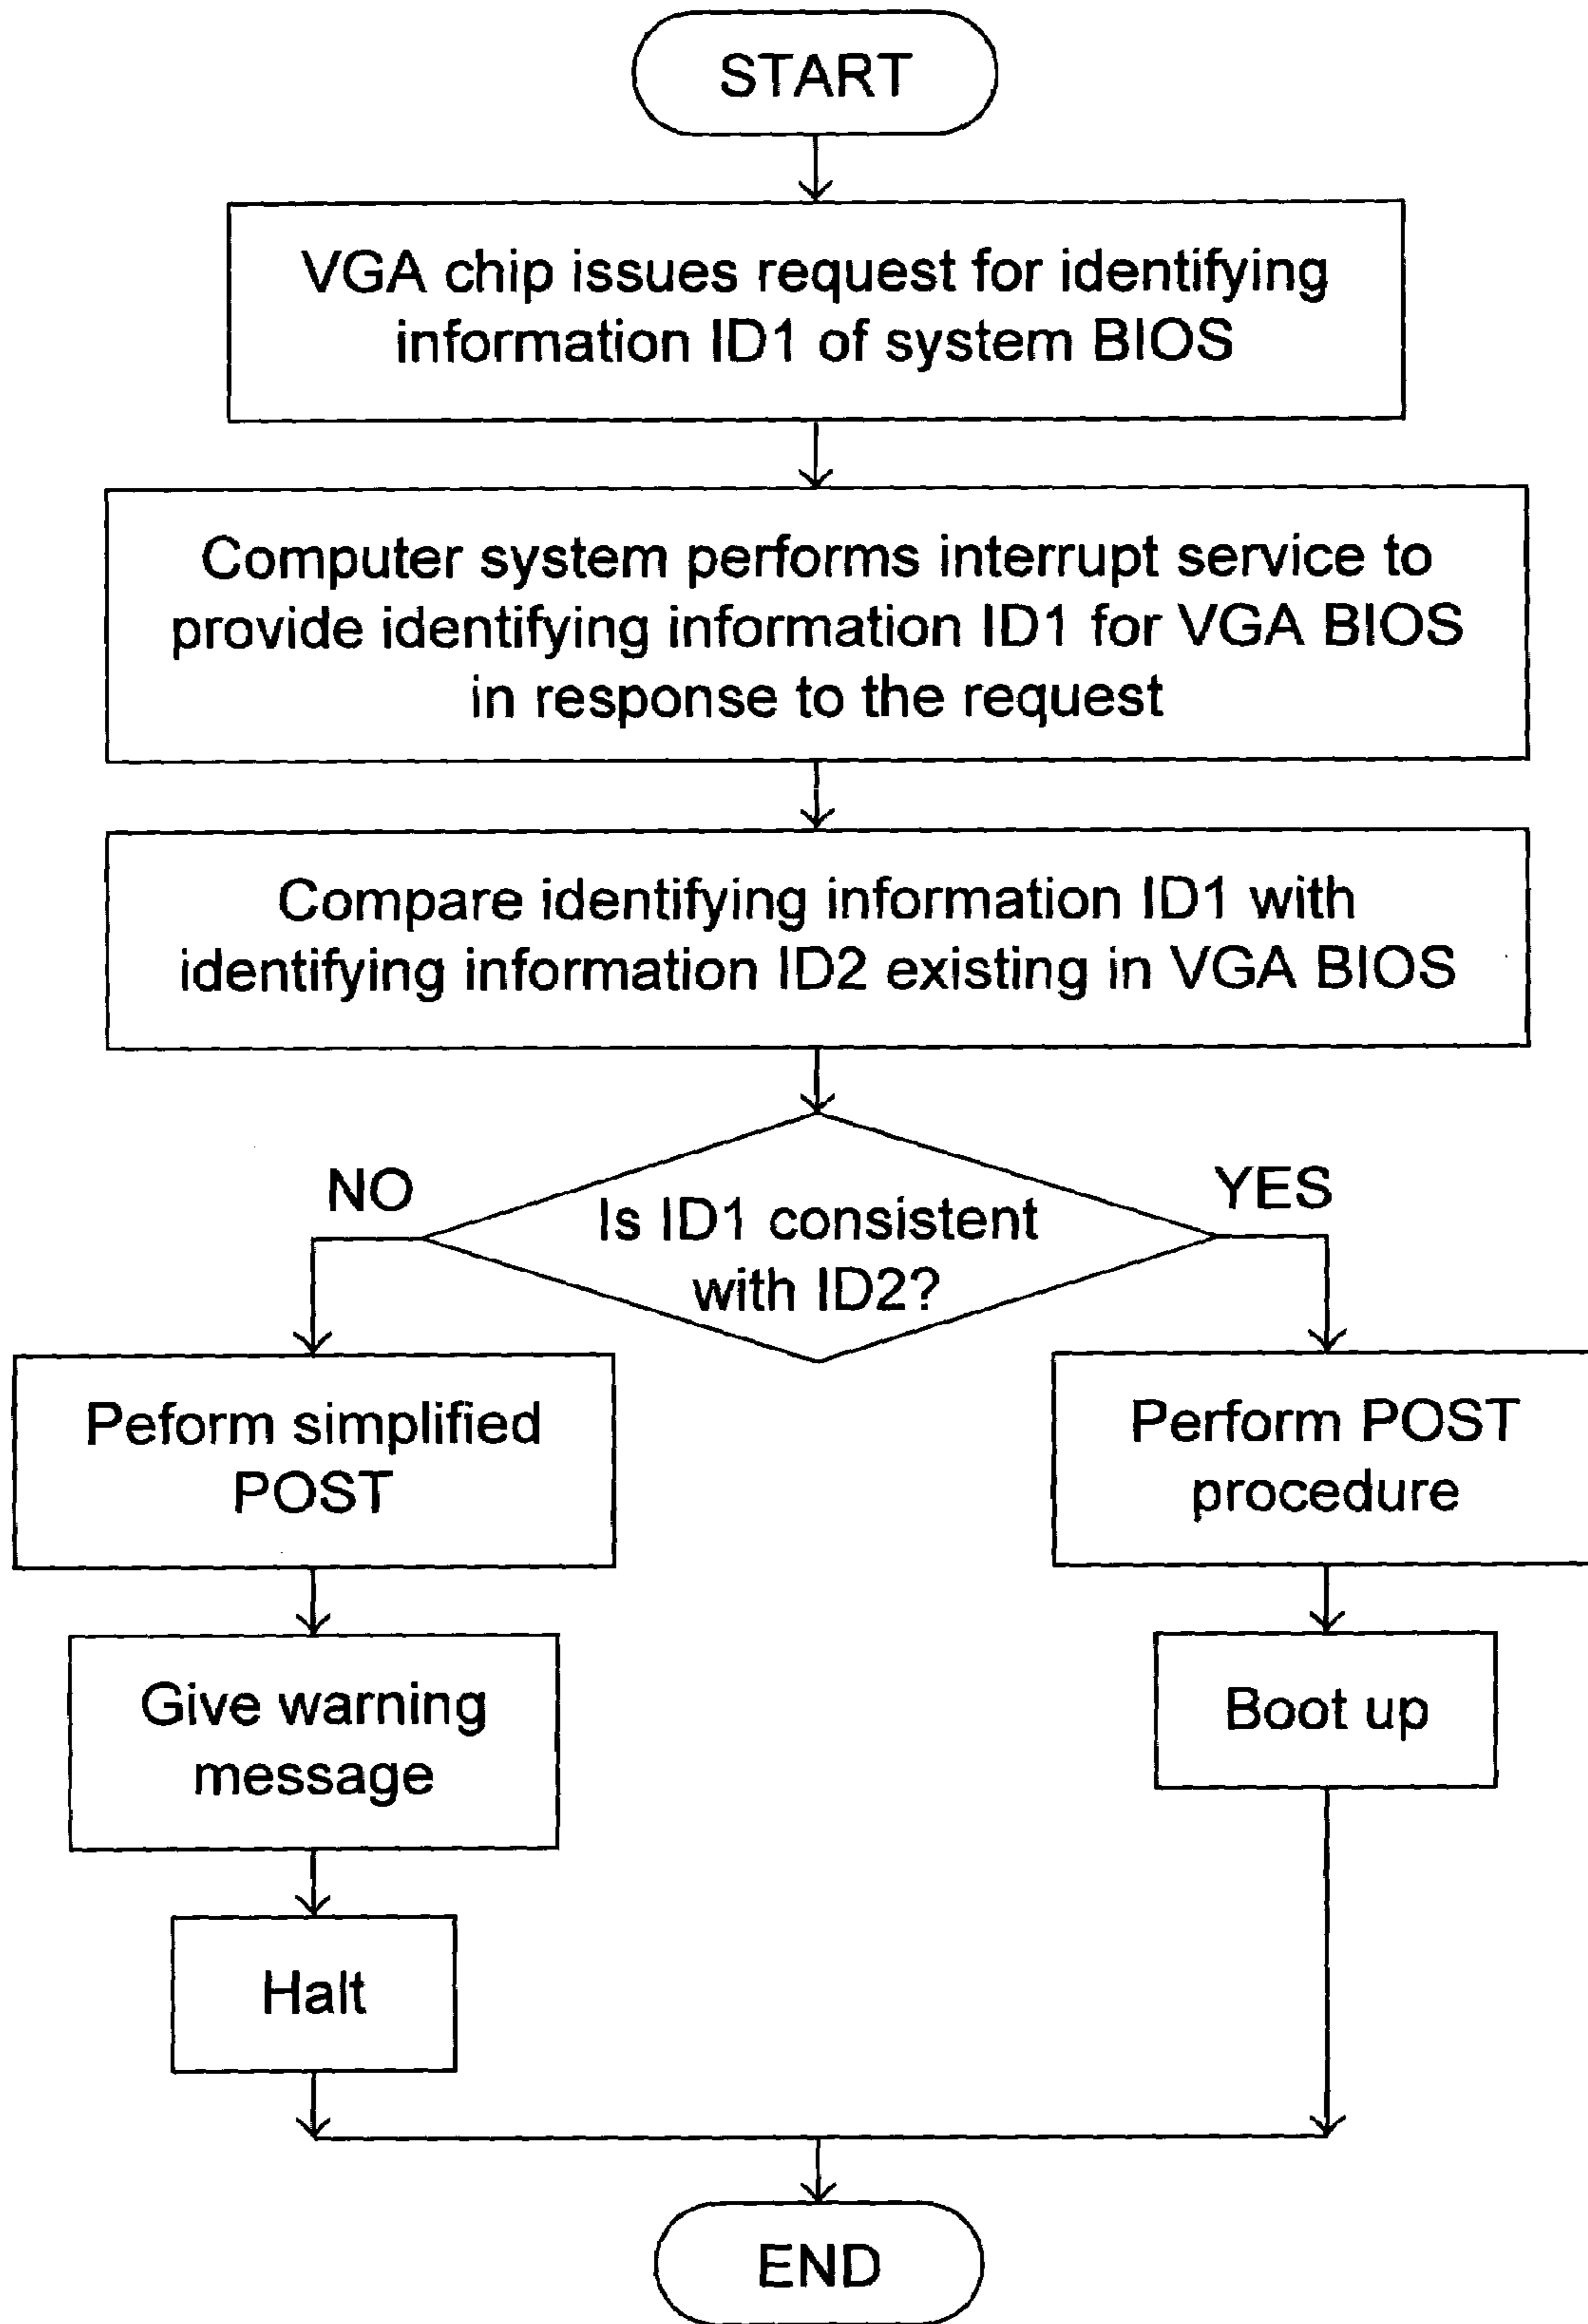 START
VGA chip issues request for identifying
information ID1 of system BIOS
Computer system performs interrupt service to
provide identifying information ID1 for VGA BIOS
in response to the request
Compare identifying information ID1 with
identifying information ID2 existing in VGA BIOS
NO
YES
Is ID1 consistent
with ID2?
Peform simplified
POST
Perform POST
procedure
Give warning
message
Boot up
Halt
END